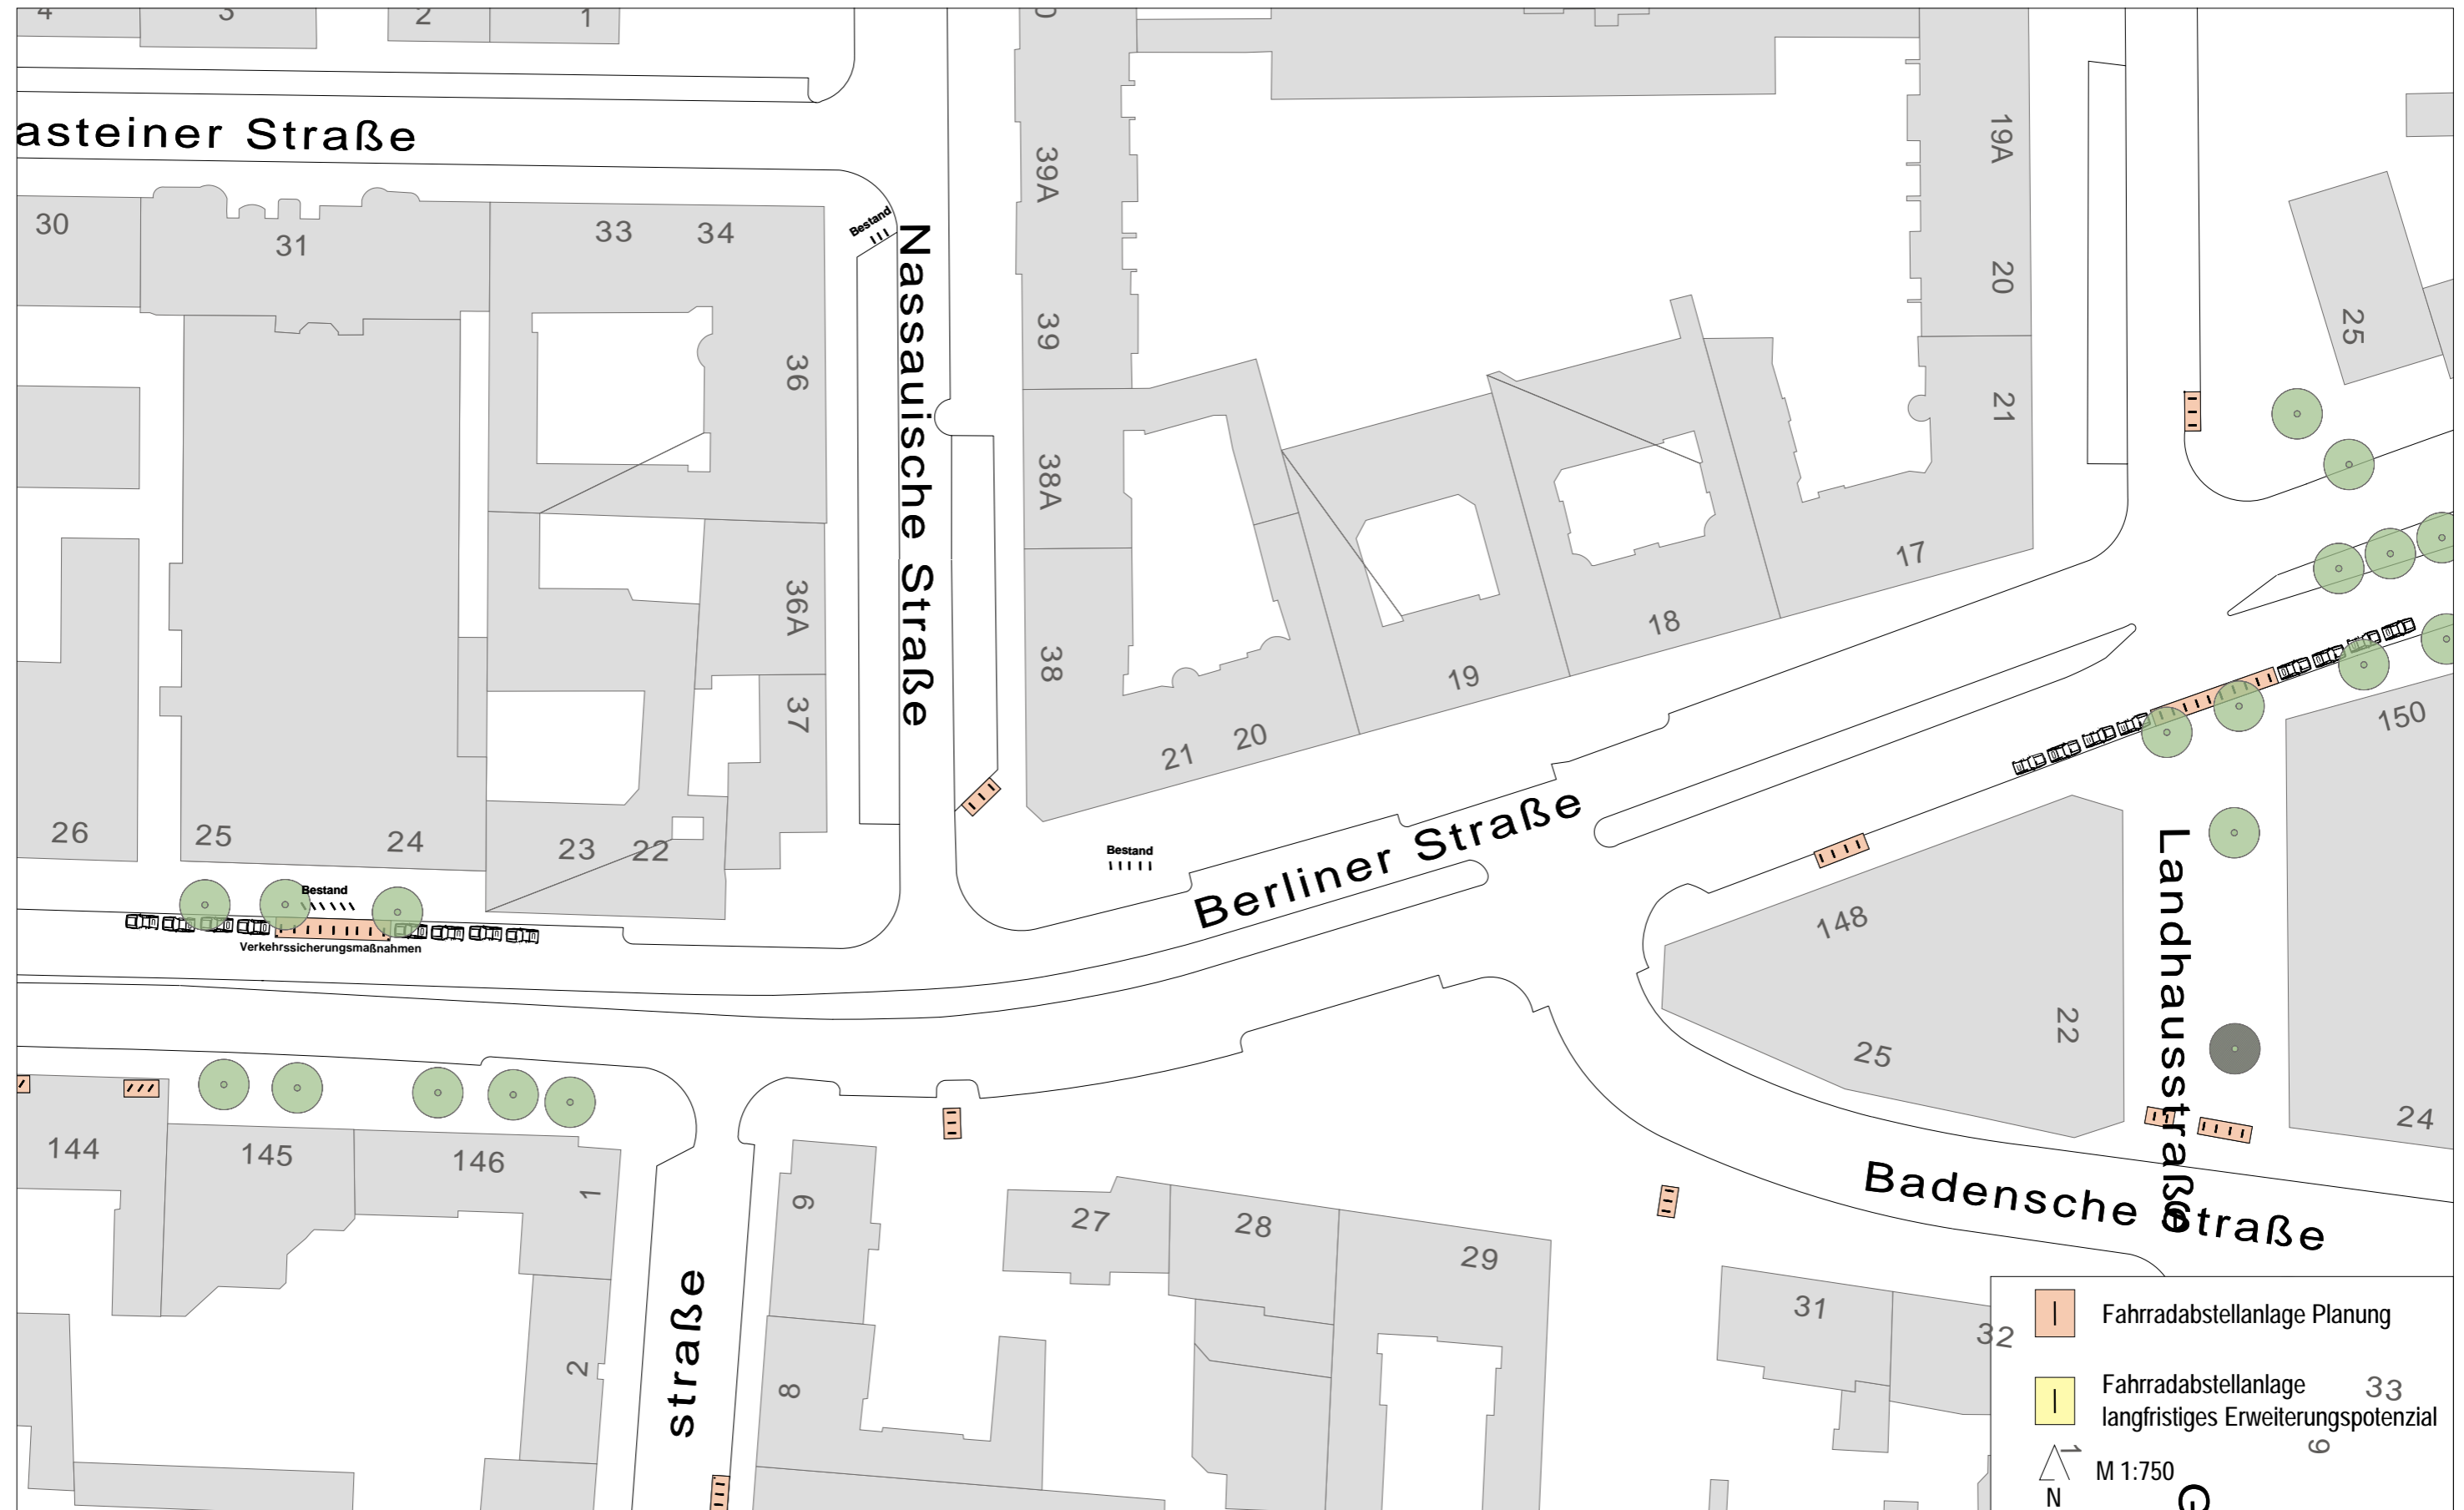 4
3
2
1
asteiner Straße
30
31
33
34
Bestand
Nassauische Straße
39A
19A
20
25
36
39
21
38A
36A
38
37
17
18
19
21
20
150
26
25
24
23
22
Bestand
Berliner Straße
Bestand
Verkehrssicherungsmaßnahmen
148
Landhausstraße
22
25
24
144
145
146
1
9
27
28
29
Badensche Straße
2
straße
8
31
32
Fahrradabstellanlage Planung
Fahrradabstellanlage
langfristiges Erweiterungspotenzial
33
1
9
M 1:750
N
G